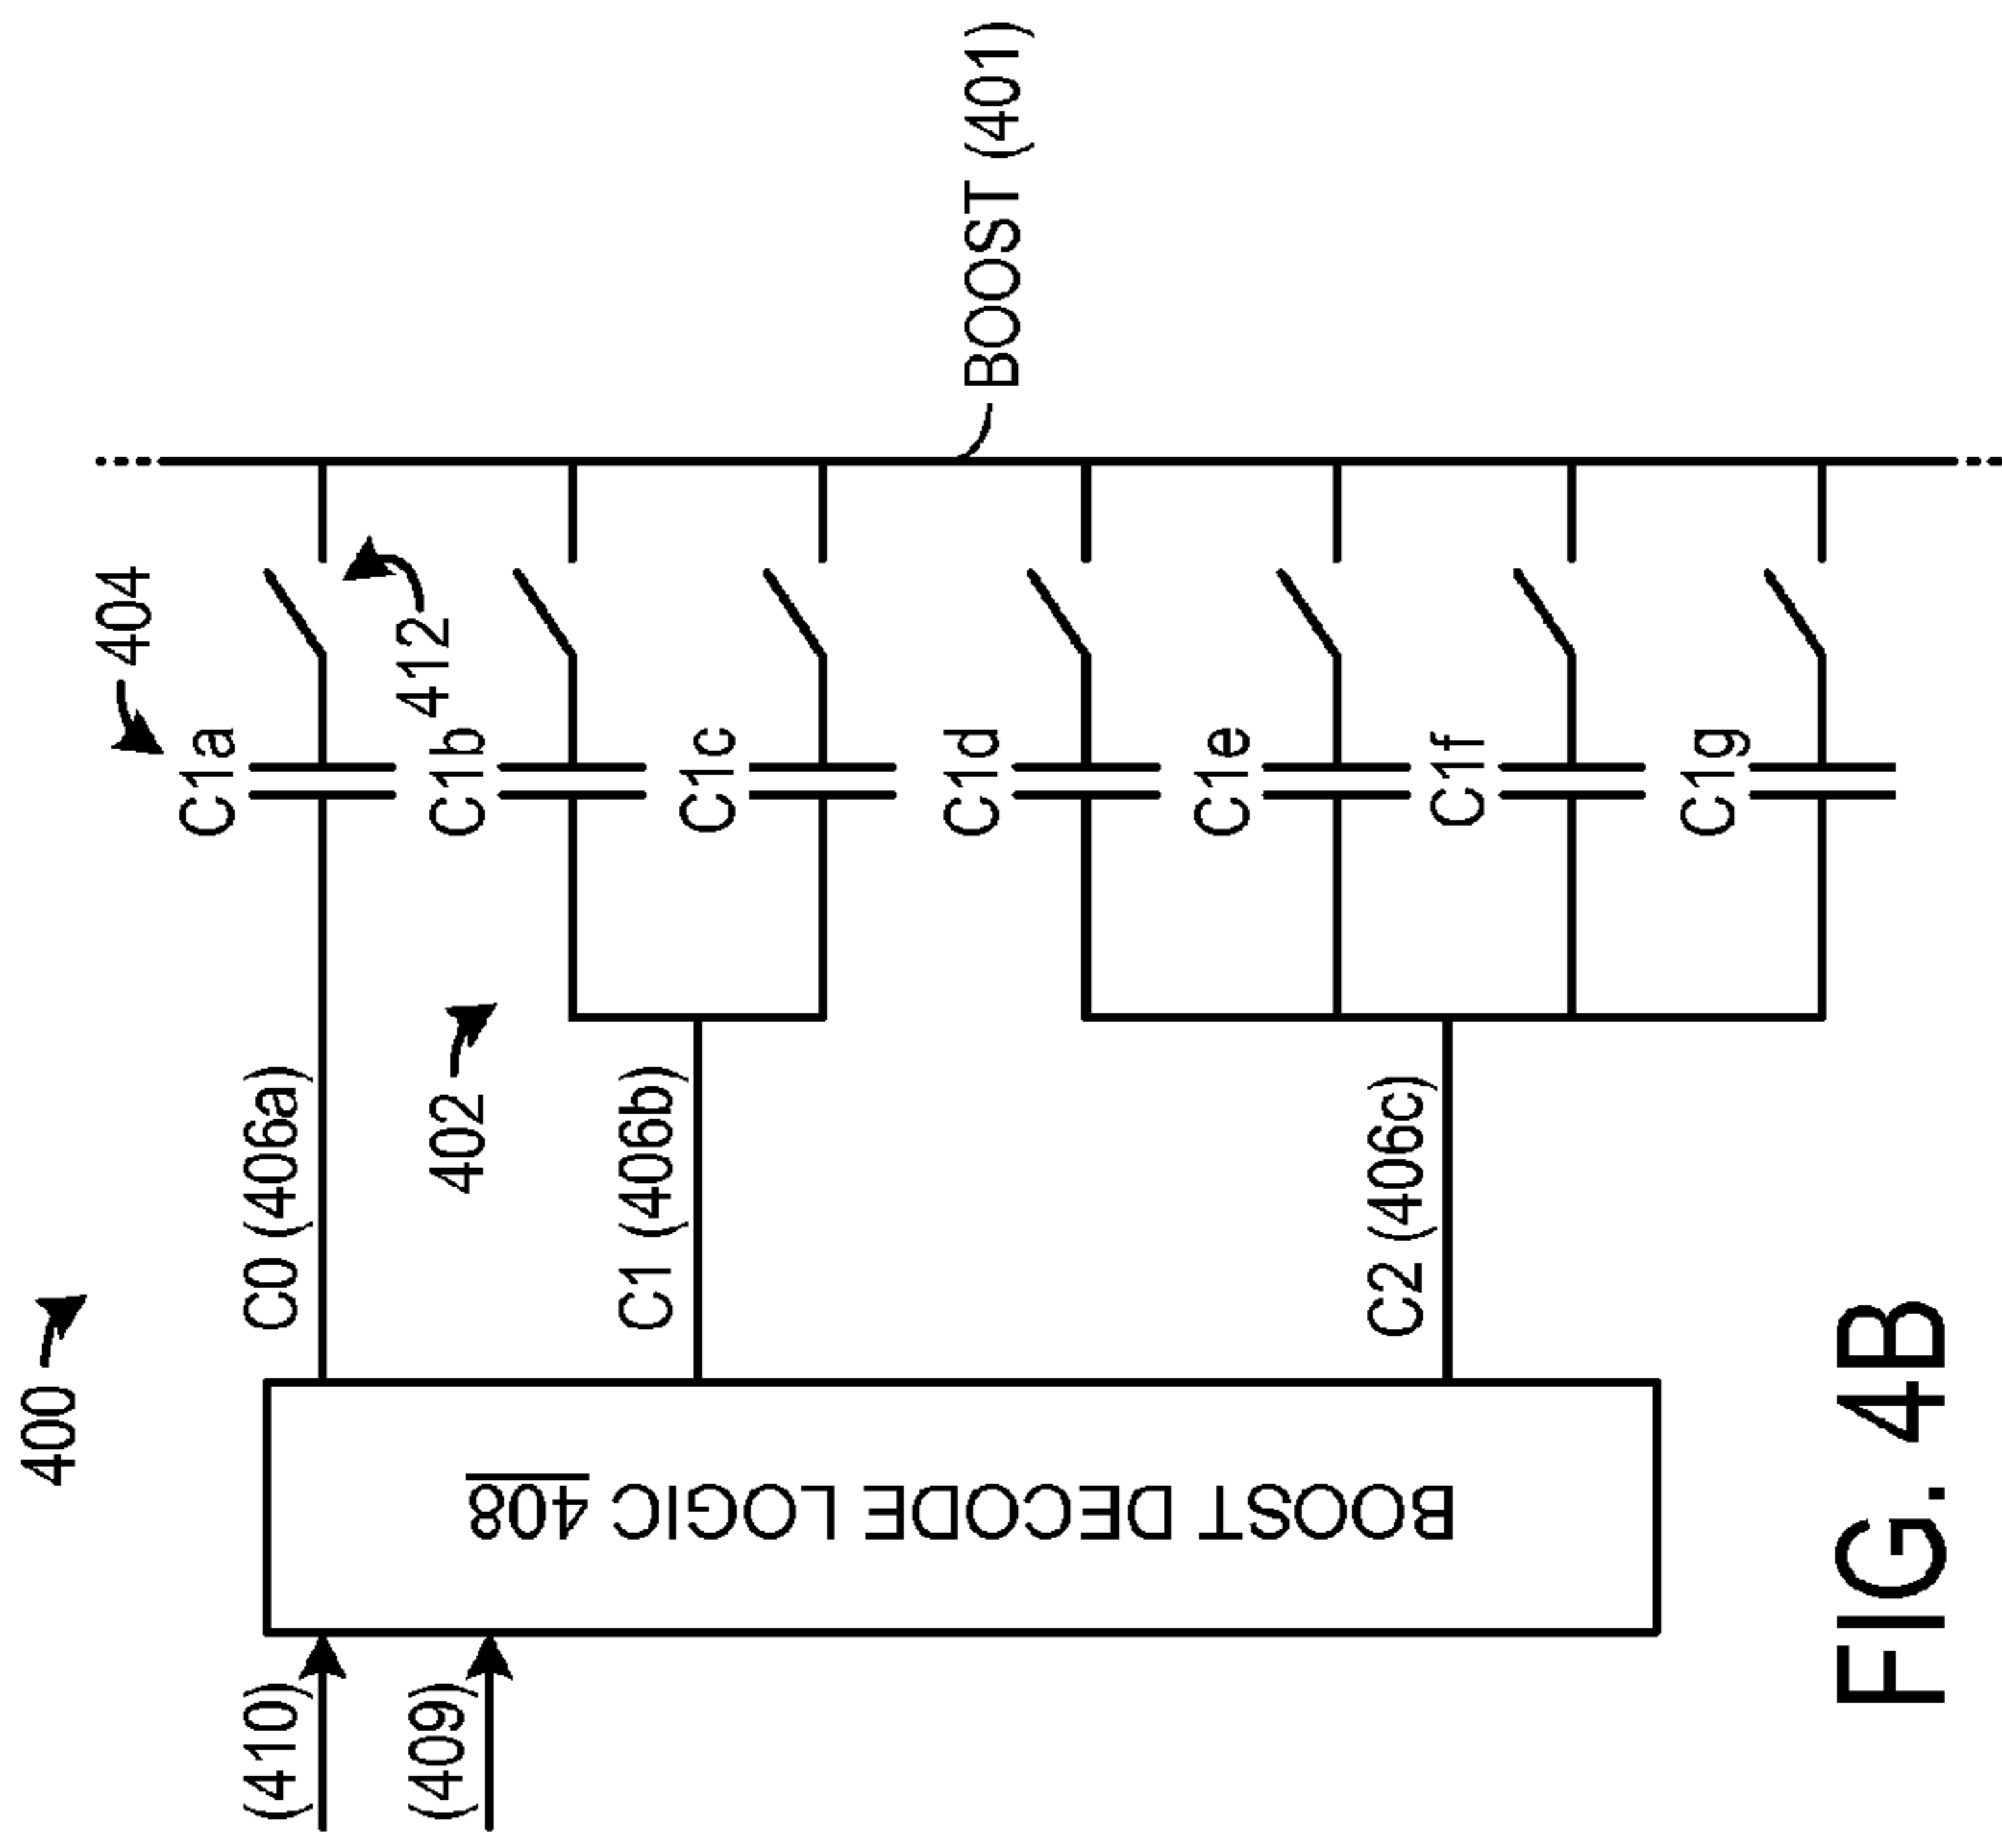 400
404
C0 (406a)
C1a
412
402
C1b
C1 (406b)
C1c
BOOST (401)
C1d
C1e
C2 (406c)
C1f
C1g
(410)
(409)
BOOST DECODE LOGIC 408
FIG. 4B